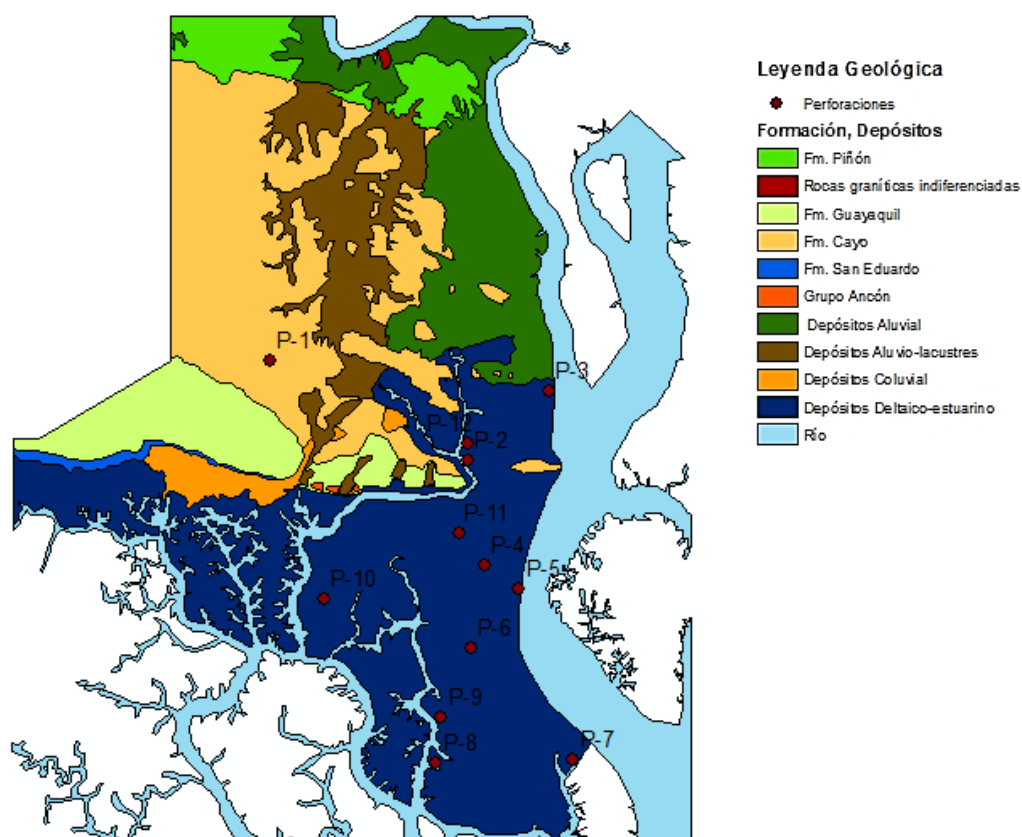 Leyenda Geológica
Perforaciones
Formación, Depósitos
Fm. Piñón
Rocas graníticas indiferenciadas
Fm. Guayaquil
Fm. Cayo
Fm. San Eduardo
Grupo Ancón
Depósitos Aluvial
Depósitos Aluvio-lacustres
Depósitos Coluvial
Depósitos Deltaico-estuarino
Río
P-1
P-3
P-12
P-2
P-11
P-4
P-5
P-10
P-6
P-9
P-8
P-7